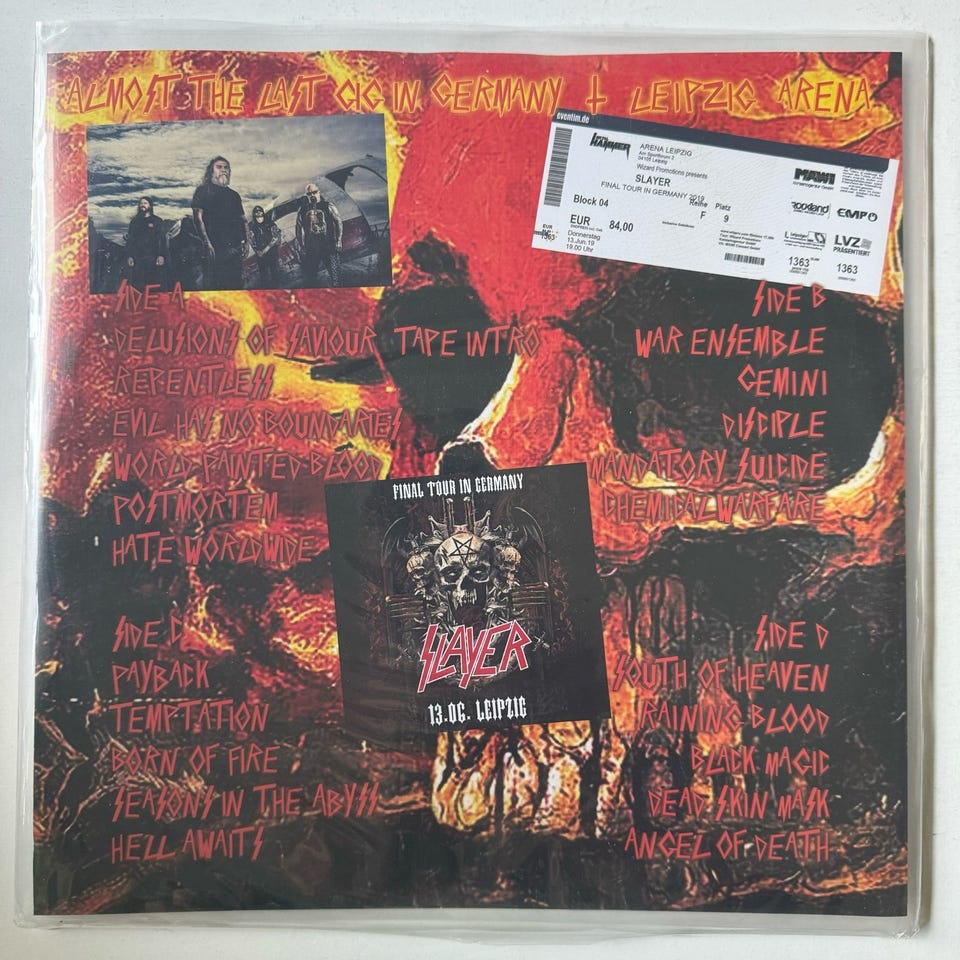 ALMOST THE LAST GIG IN GERMANY LEIPZIG ARENA
eventim.de
METAL HAMMER
ARENA LEIPZIG
Am Sportforum 2
04105 Leipzig
Wizard Promotions presents
SLAYER
FINAL TOUR IN GERMANY 2019
Block 04
Reihe Platz
F 9
EUR 84,00
Donnerstag
13.Jun.19
19.00 Uhr
EUR
1363
MAWI
ROCKLAND
EMP
LVZ
PRÄSENTIERT
1363
1363
SIDE A
DELUSIONS OF SAVIOUR TAPE INTRO
REPENTLESS
EVIL HAS NO BOUNDARIES
WORLD PAINTED BLOOD
POSTMORTEM
HATE WORLDWIDE
SIDE B
WAR ENSEMBLE
GEMINI
DISCIPLE
MANDATORY SUICIDE
CHEMICAL WARFARE
FINAL TOUR IN GERMANY
SLAYER
13.06. LEIPZIG
SIDE C
PAYBACK
TEMPTATION
BORN OF FIRE
SEASONS IN THE ABYSS
HELL AWAITS
SIDE D
SOUTH OF HEAVEN
RAINING BLOOD
BLACK MAGIC
DEAD SKIN MASK
ANGEL OF DEATH